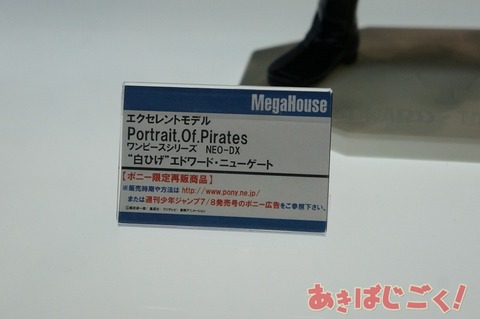 MegaHouse
エクセレントモデル
Portrait.Of.Pirates
ワンピースシリーズ NEO-DX
"白ひげ"エドワード・ニューゲート
【ポニー限定再販商品】
※販売時期や方法は http://www.pony.ne.jp/
または週刊少年ジャンプ7/8発売号のポニー広告をご参照下さい。
あきばじごく!